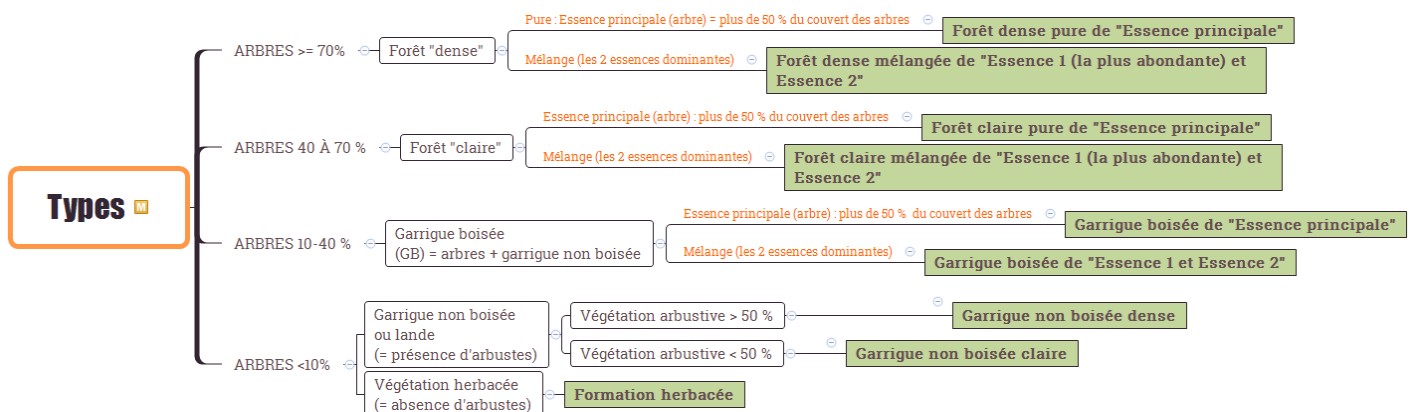 Types
M
ARBRES >= 70%
Forêt "dense"
Pure : Essence principale (arbre) = plus de 50 % du couvert des arbres
Forêt dense pure de "Essence principale"
Mélange (les 2 essences dominantes)
Forêt dense mélangée de "Essence 1 (la plus abondante) et
Essence 2"
ARBRES 40 À 70 %
Forêt "claire"
Essence principale (arbre) : plus de 50 % du couvert des arbres
Forêt claire pure de "Essence principale"
Mélange (les 2 essences dominantes)
Forêt claire mélangée de "Essence 1 (la plus abondante) et
Essence 2"
ARBRES 10-40 %
Garrigue boisée
(GB) = arbres + garrigue non boisée
Essence principale (arbre) : plus de 50 % du couvert des arbres
Garrigue boisée de "Essence principale"
Mélange (les 2 essences dominantes)
Garrigue boisée de "Essence 1 et Essence 2"
ARBRES <10%
Garrigue non boisée
ou lande
(= présence d'arbustes)
Végétation arbustive > 50 %
Garrigue non boisée dense
Végétation arbustive < 50 %
Garrigue non boisée claire
Végétation herbacée
(= absence d'arbustes)
Formation herbacée